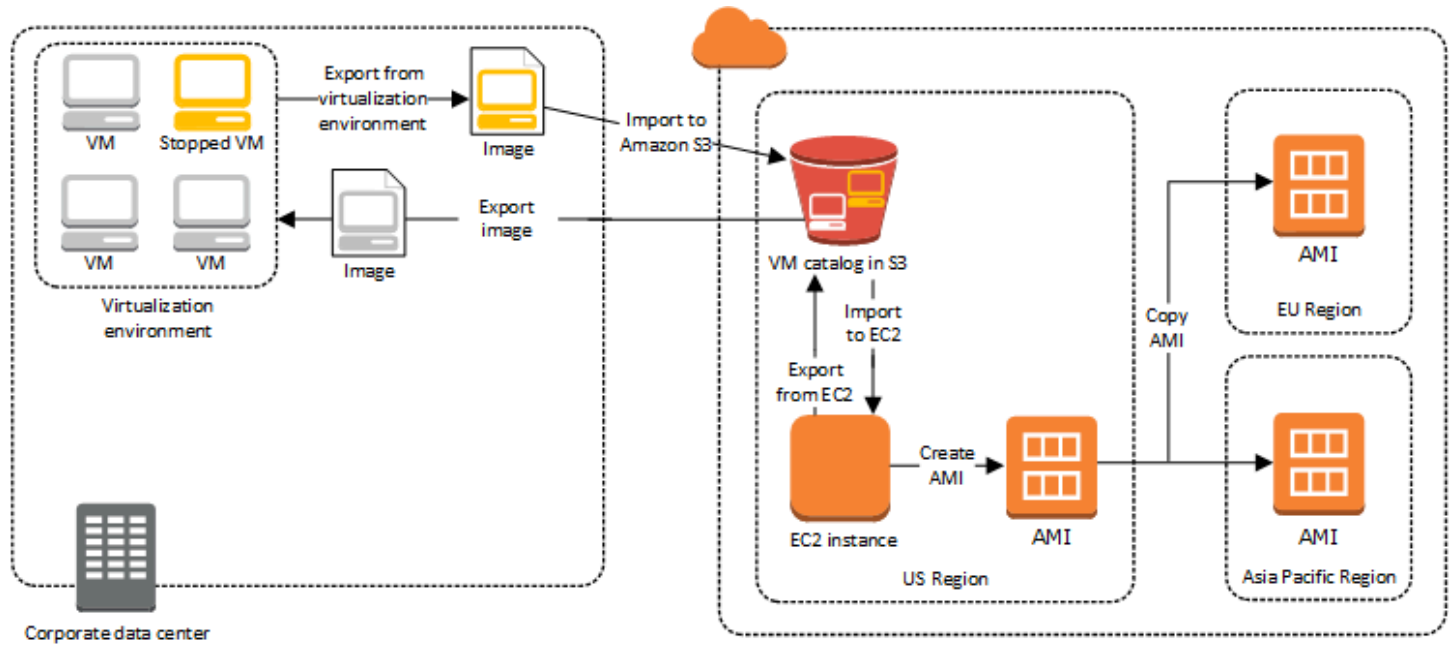 VM
Stopped VM
VM
VM
Virtualization
environment
Export from
virtualization
environment
Image
Image
Export
image
Import to
Amazon S3
Corporate data center
VM catalog in S3
Import
to EC2
Export
from EC2
EC2 instance
Create
AMI
AMI
US Region
Copy
AMI
AMI
EU Region
AMI
Asia Pacific Region